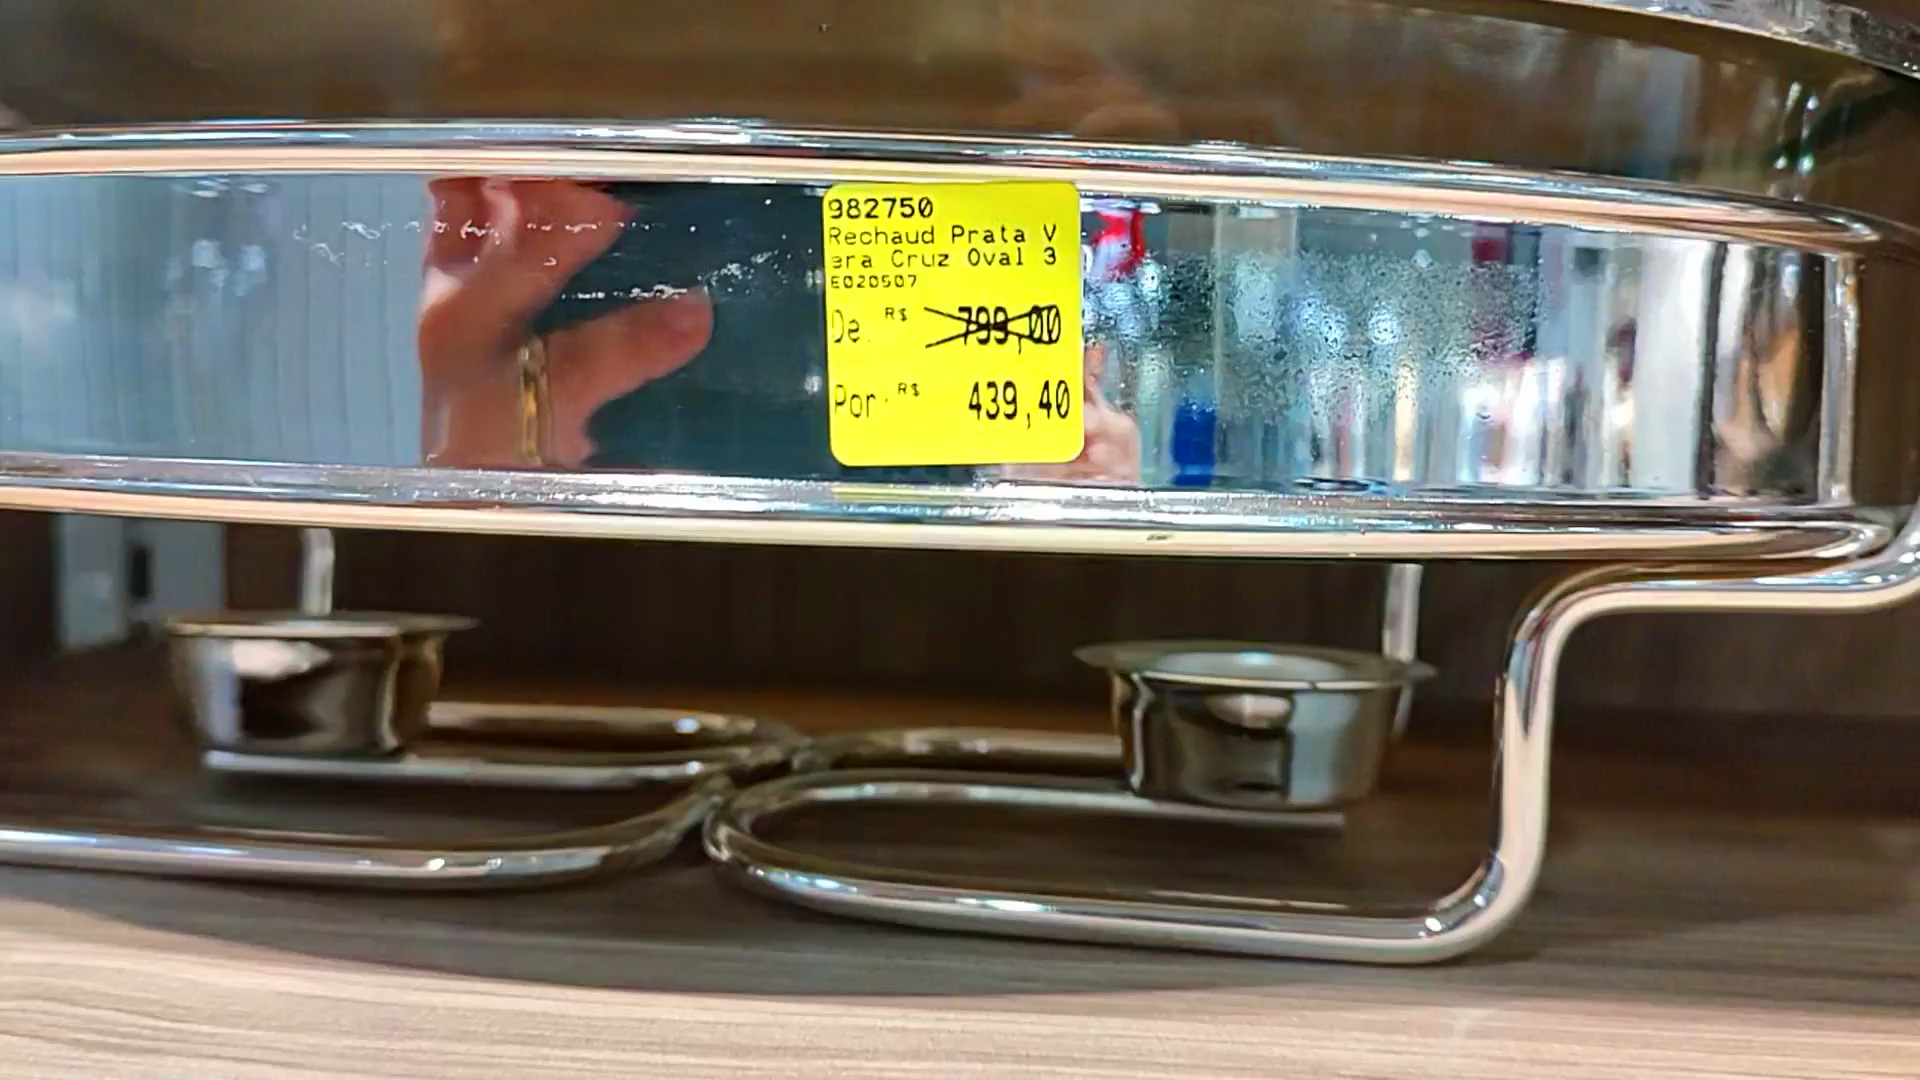 982750
Rechaud Prata V
era Cruz Oval 3
E020507
De. R$ 799,00
Por. R$ 439,40